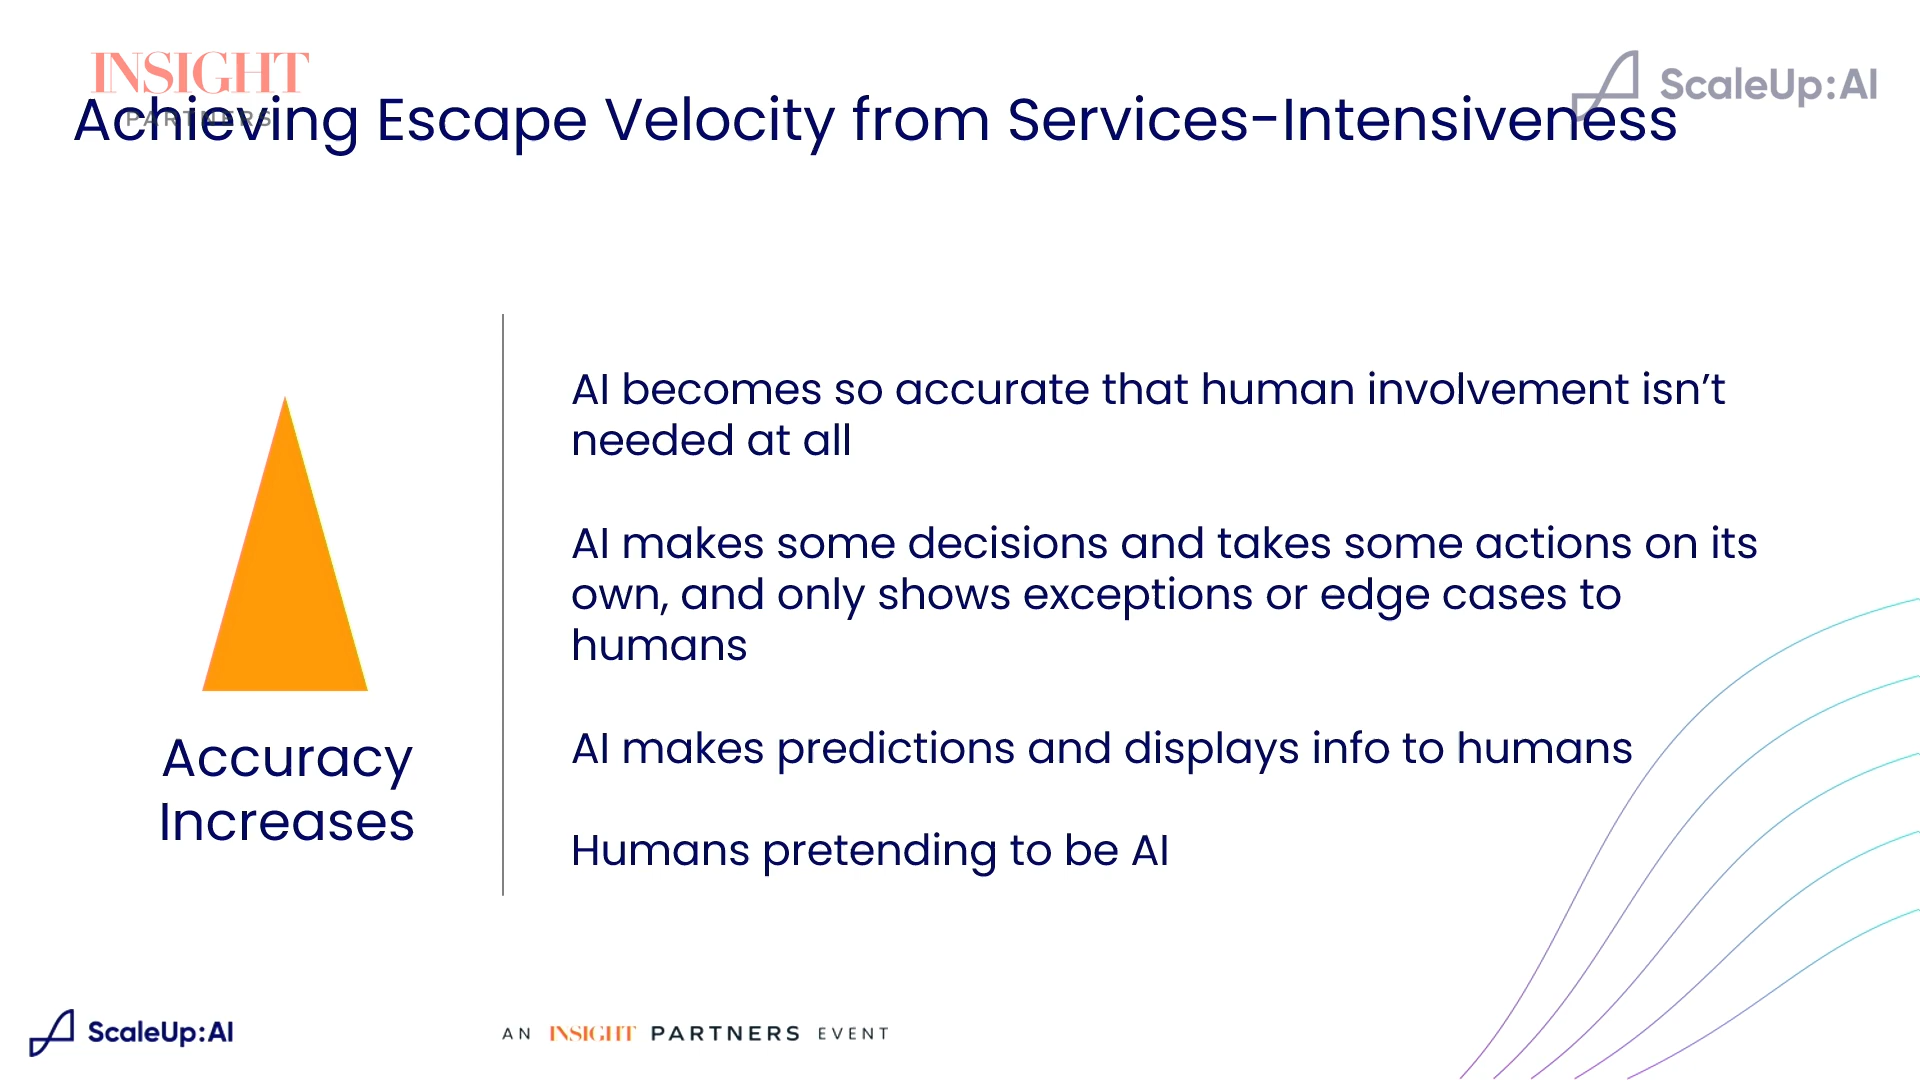 INSIGHT
PARTNERS
ScaleUp:AI
Achieving Escape Velocity from Services-Intensiveness
Accuracy
Increases
AI becomes so accurate that human involvement isn’t
needed at all
AI makes some decisions and takes some actions on its
own, and only shows exceptions or edge cases to
humans
AI makes predictions and displays info to humans
Humans pretending to be AI
ScaleUp:AI
AN INSIGHT PARTNERS EVENT